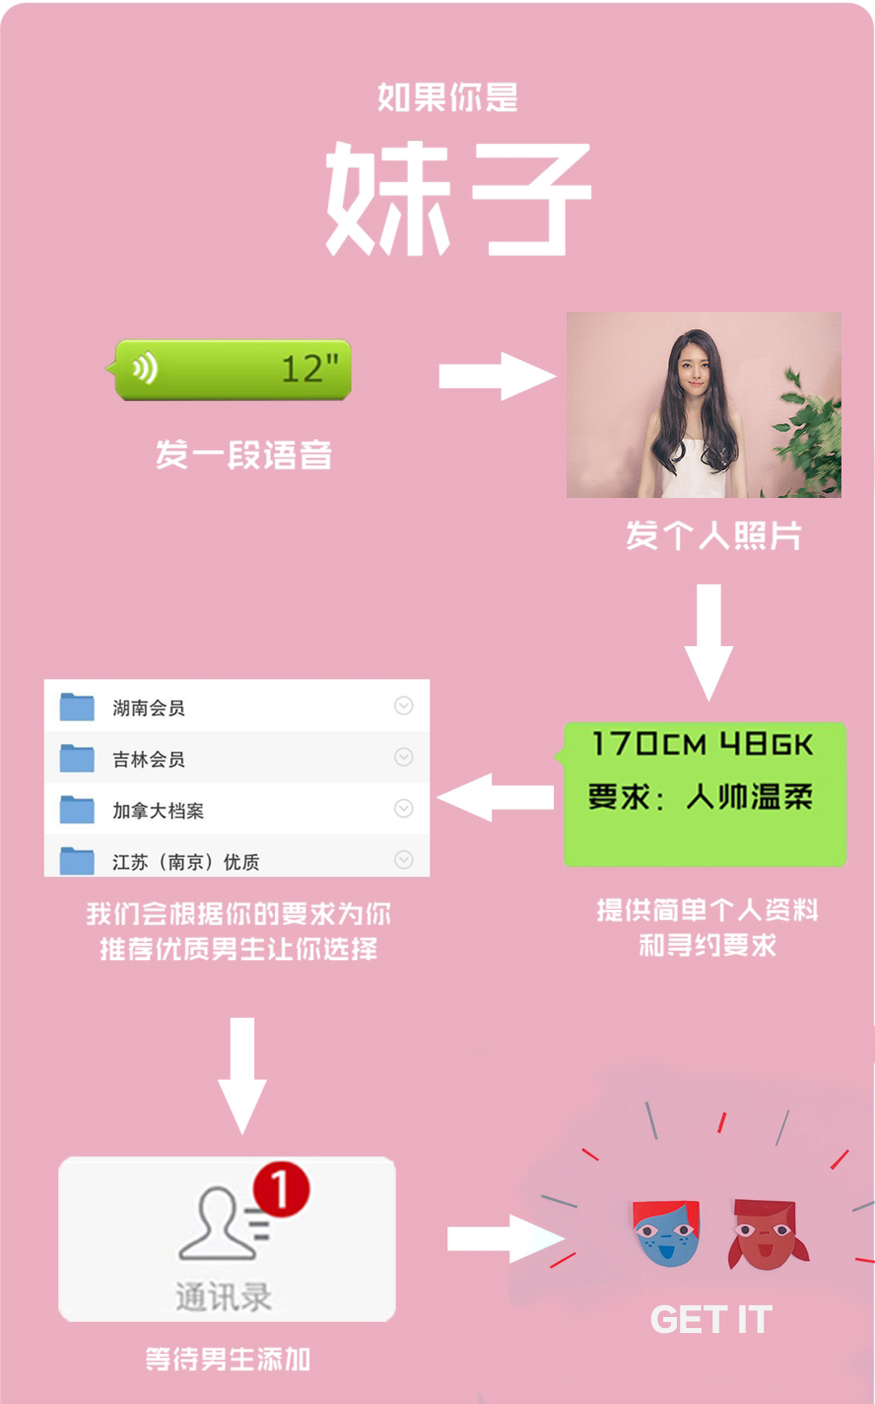 如果你是
妹子
12"
发一段语音
发个人照片
170CM 48GK
要求：人帅温柔
提供简单个人资料
和寻约要求
湖南会员
吉林会员
加拿大档案
江苏（南京）优质
我们会根据你的要求为你
推荐优质男生让你选择
1
通讯录
等待男生添加
GET IT